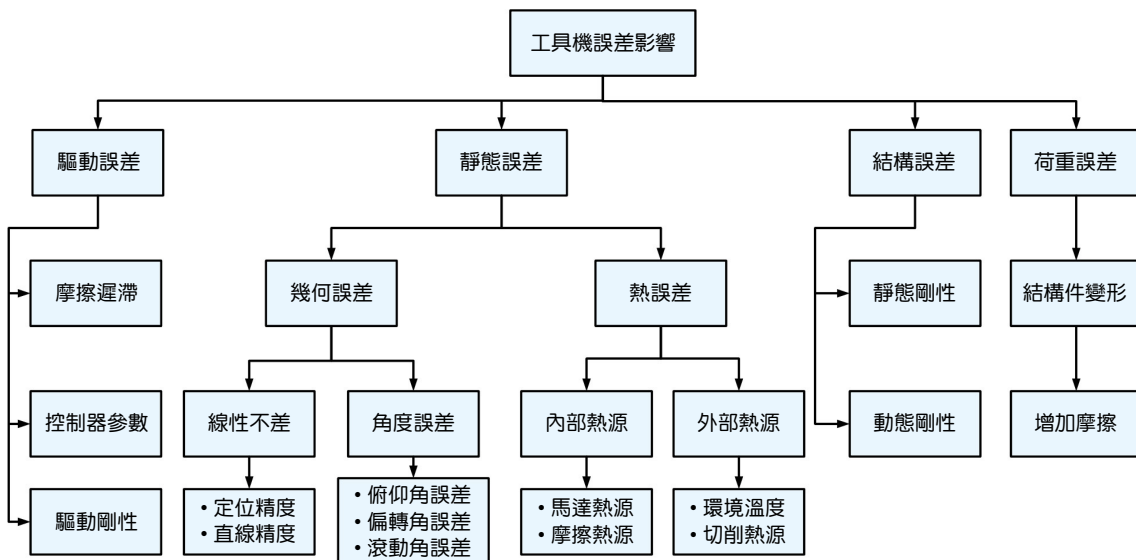 工具機誤差影響
驅動誤差
靜態誤差
結構誤差
荷重誤差
摩擦遲滯
幾何誤差
熱誤差
靜態剛性
結構件變形
控制器參數
線性不差
角度誤差
內部熱源
外部熱源
動態剛性
增加摩擦
驅動剛性
•定位精度
•直線精度
•俯仰角誤差
•偏轉角誤差
•滾動角誤差
•馬達熱源
•摩擦熱源
•環境溫度
•切削熱源